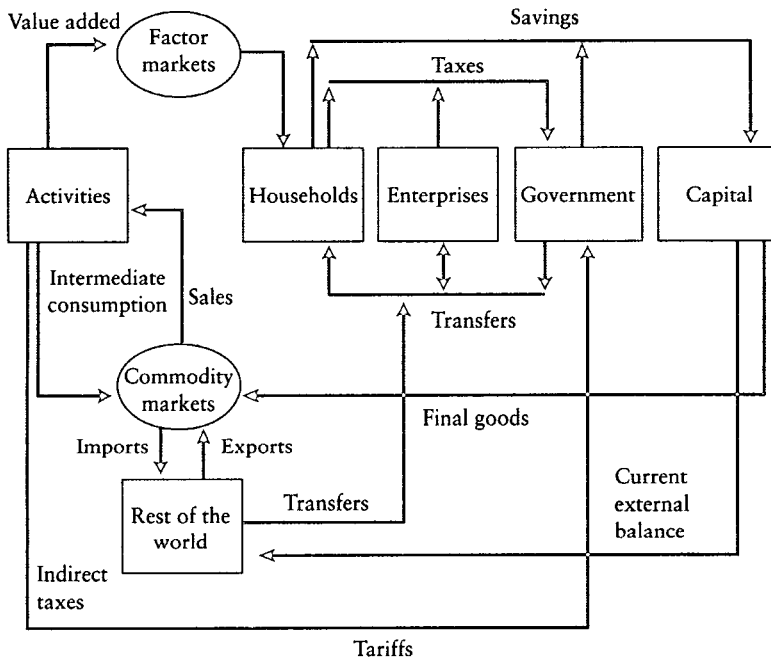 Value added
Factor
markets
Savings
Taxes
Activities
Households
Enterprises
Government
Capital
Intermediate
consumption
Sales
Transfers
Commodity
markets
Final goods
Imports
Exports
Rest of the
world
Transfers
Current
external
balance
Indirect
taxes
Tariffs